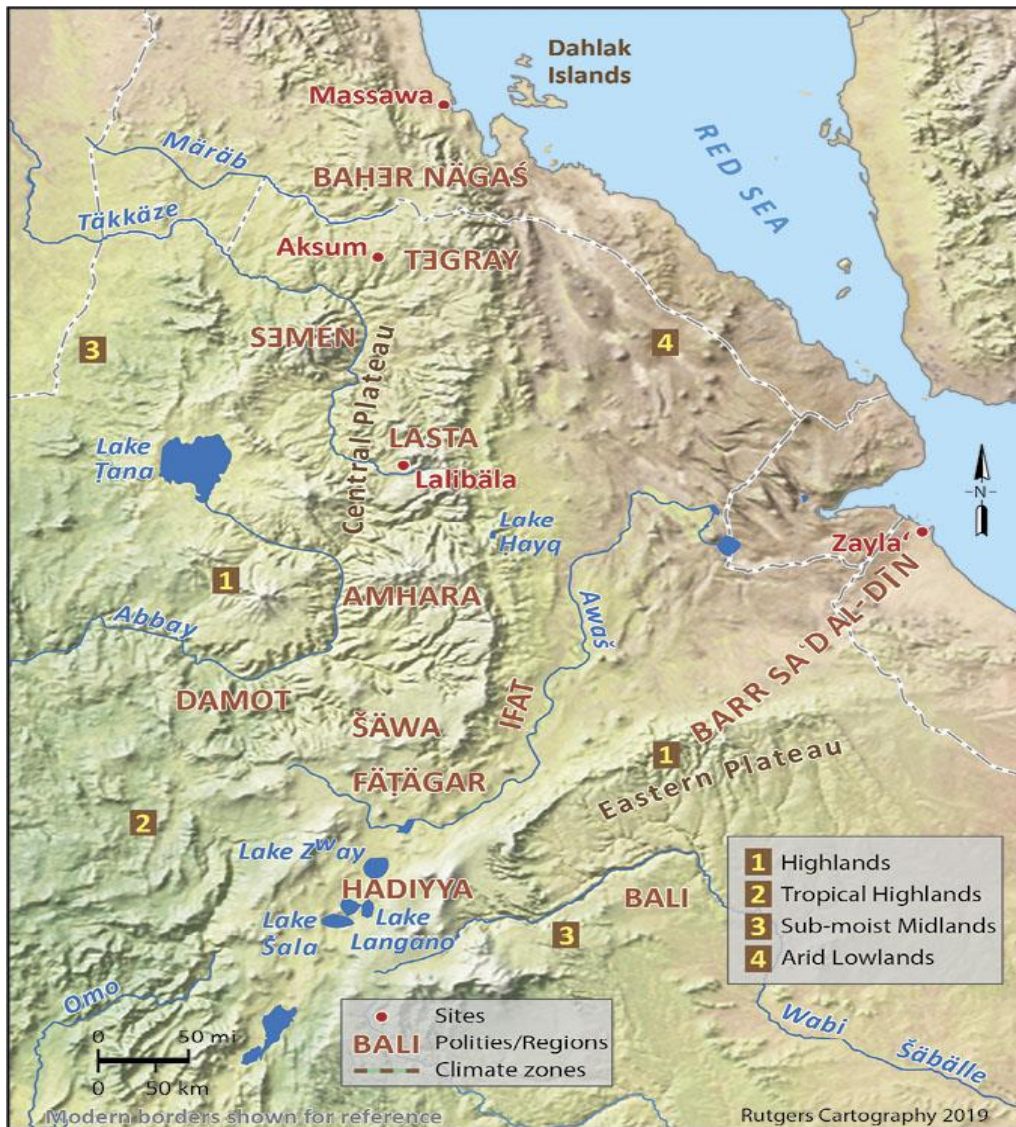 Dahlak
Islands
Massawa
RED SEA
Märäb
BAḤƎR NÄGAŚ
Täkkäze
Aksum
TƎGRAY
SƎMEN
3
4
Central Plateau
LASTA
Lake
Ṭana
Lalibäla
Lake
Ḥayq
N
Zayla‘
1
AMHARA
Abbay
Awaš
BARR SAʿD AL-DĪN
DAMOT
IFAT
ŠÄWA
1
Eastern Plateau
FÄṬÄGAR
2
Lake Zʷay
HADIYYA
BALI
Lake
Šala
Lake
Langano
3
1 Highlands
2 Tropical Highlands
3 Sub-moist Midlands
4 Arid Lowlands
Omo
0 50 mi
0 50 km
Sites
BALI Polities/Regions
Climate zones
Wabi
Šäbälle
Modern borders shown for reference
Rutgers Cartography 2019